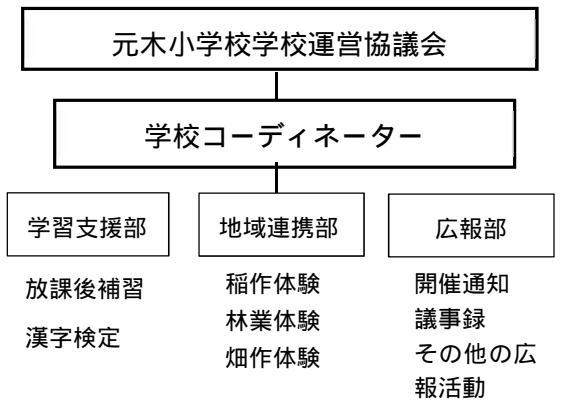 元木小学校学校運営協議会
学校コーディネーター
学習支援部
放課後補習
漢字検定
地域連携部
稲作体験
林業体験
畑作体験
広報部
開催通知
議事録
その他の広
報活動